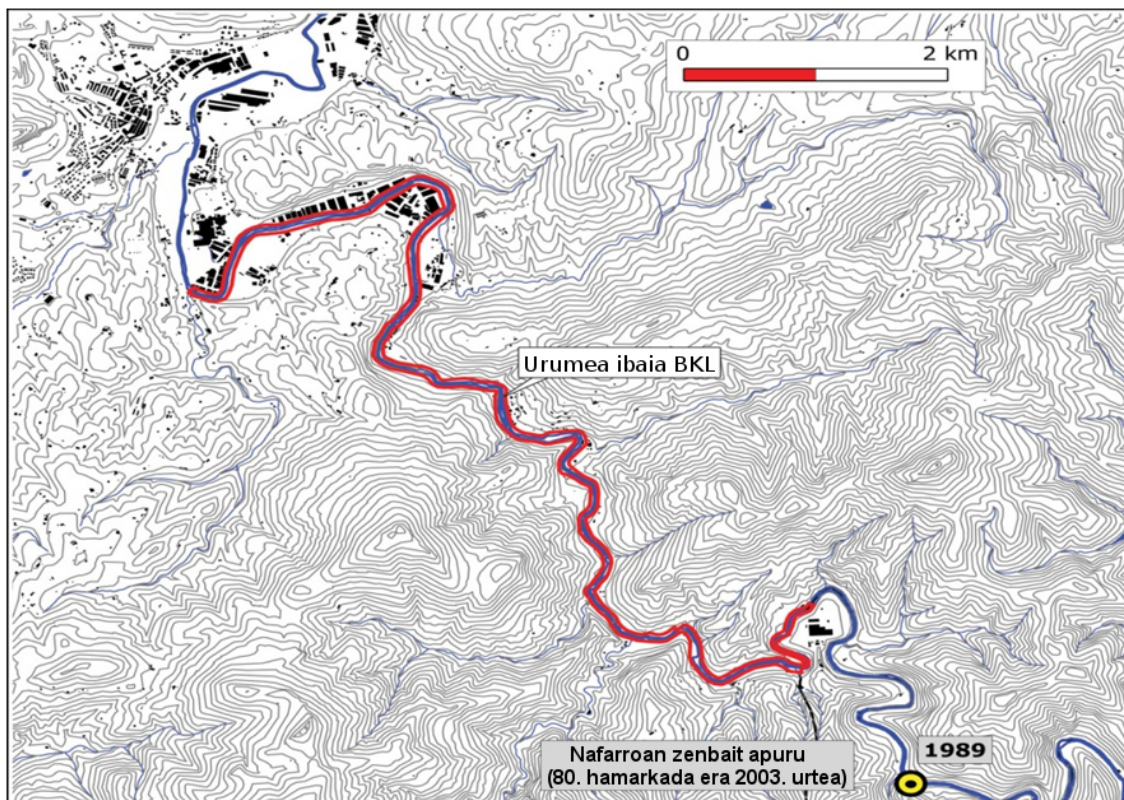 0 2 km
Urumea ibaia BKL
Nafarroan zenbait apuru
(80. hamarkada era 2003. urtea)
1989